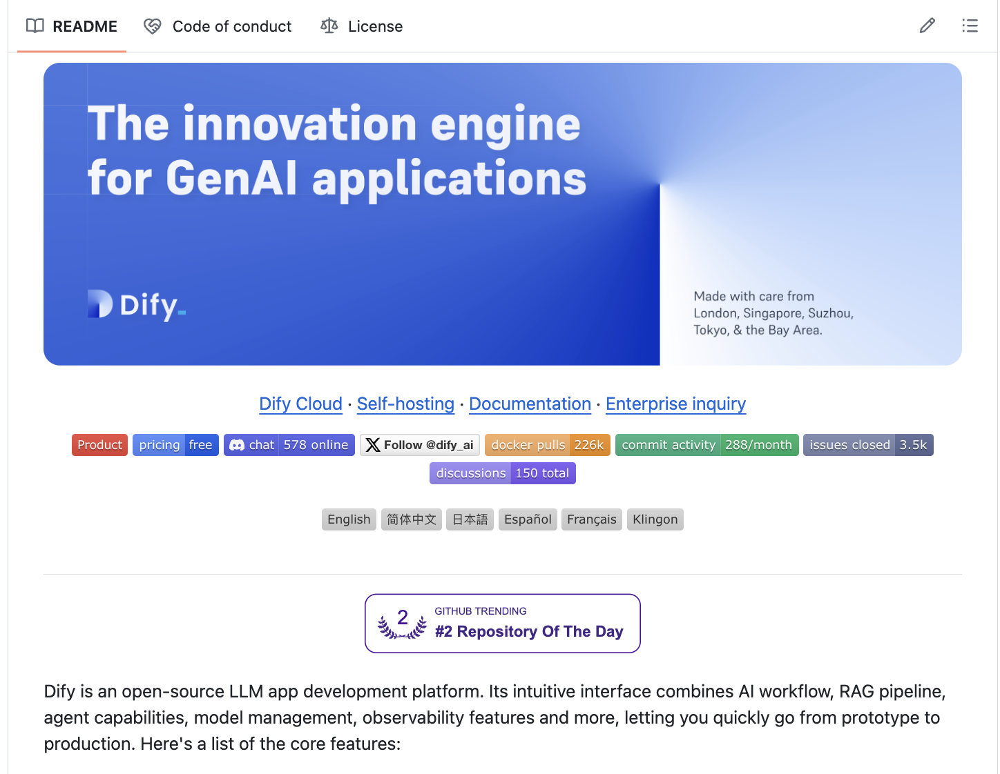 README Code of conduct License
The innovation engine
for GenAI applications
Dify_
Made with care from
London, Singapore, Suzhou,
Tokyo, & the Bay Area.
Dify Cloud · Self-hosting · Documentation · Enterprise inquiry
Product pricing free chat 578 online Follow @dify_ai docker pulls 226k commit activity 288/month issues closed 3.5k
discussions 150 total
English 简体中文 日本語 Español Français Klingon
2
GITHUB TRENDING
#2 Repository Of The Day
Dify is an open-source LLM app development platform. Its intuitive interface combines AI workflow, RAG pipeline,
agent capabilities, model management, observability features and more, letting you quickly go from prototype to
production. Here's a list of the core features: